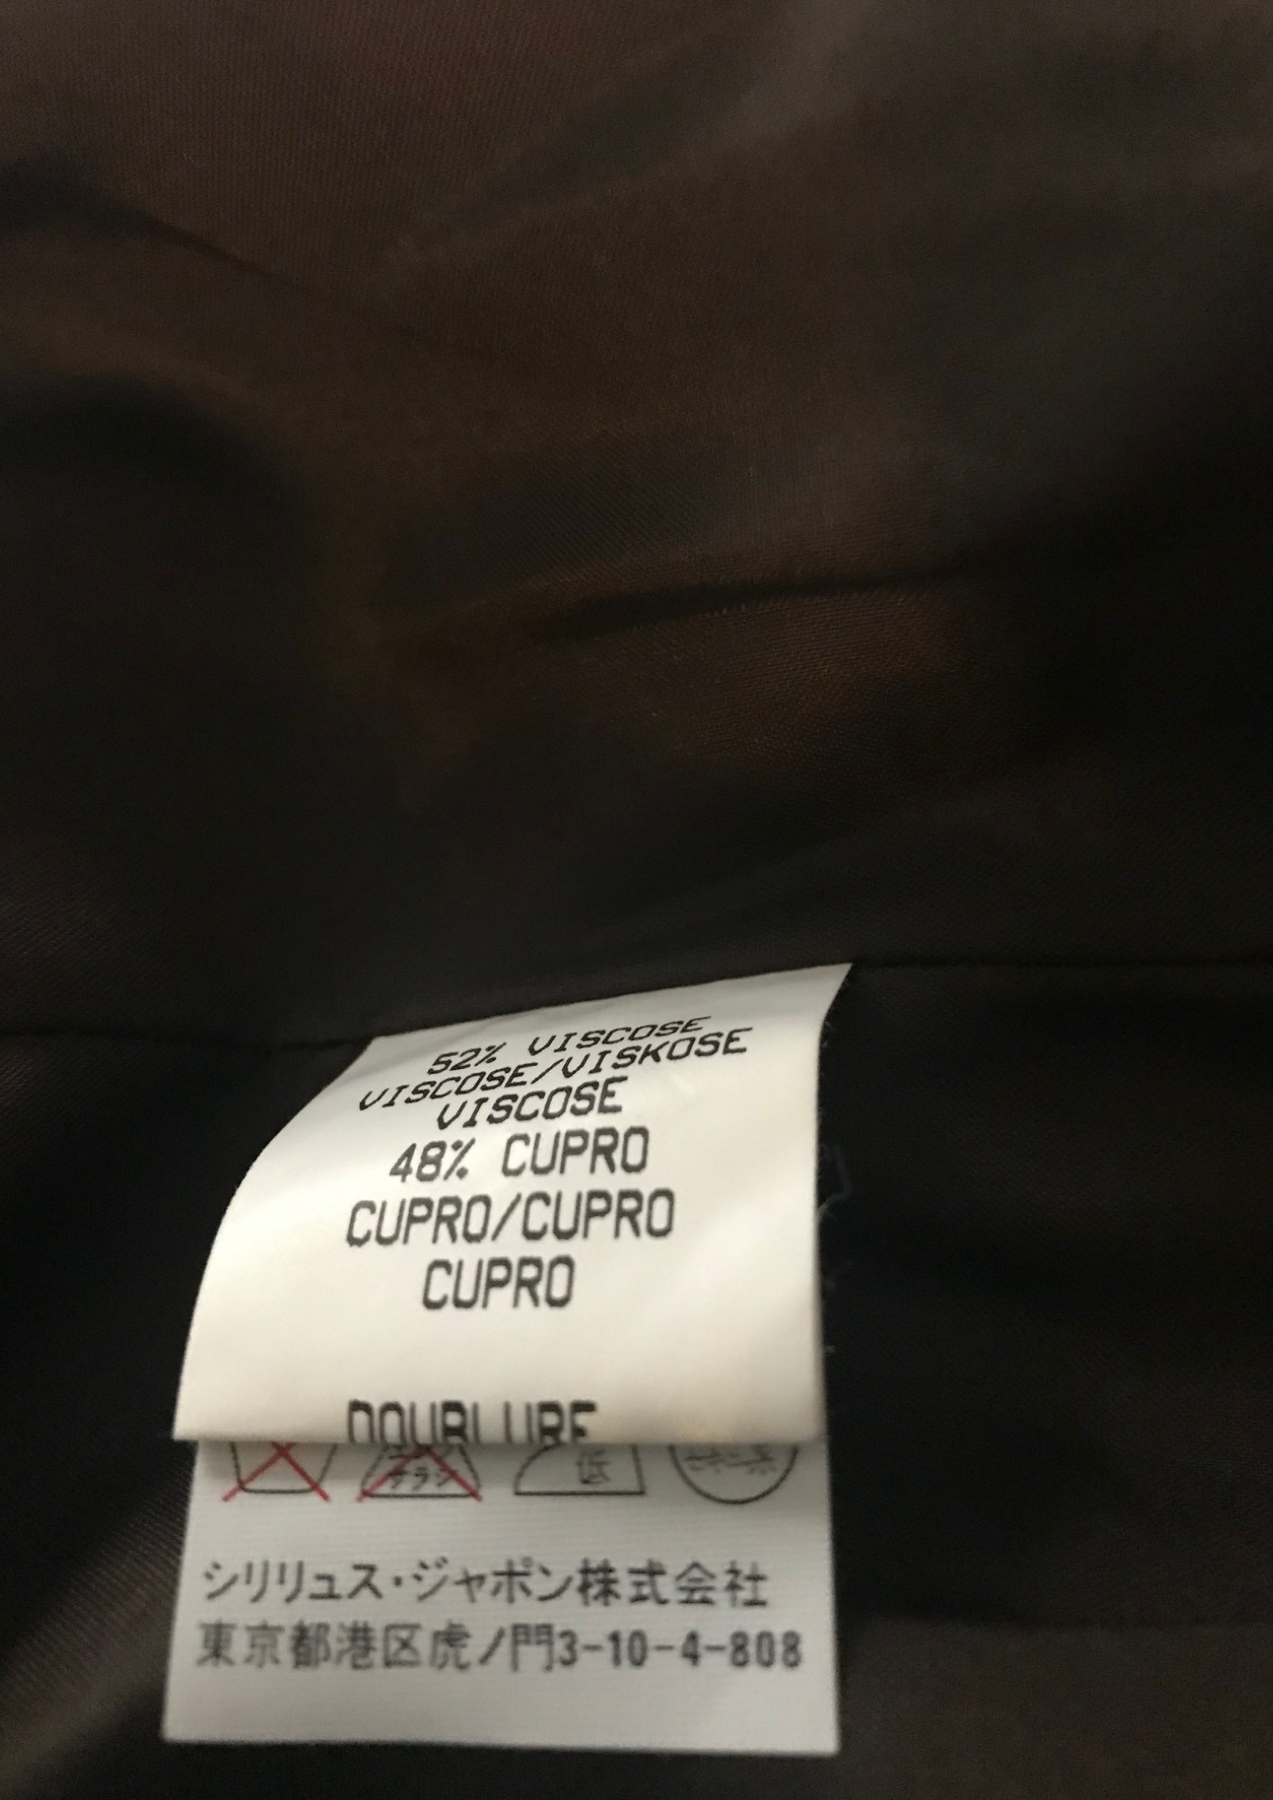 52% VISCOSE
VISCOSE/VISKOSE
VISCOSE
48% CUPRO
CUPRO/CUPRO
CUPRO
DOUBLURE
低
シリリュス・ジャポン株式会社
東京都港区虎ノ門3-10-4-808